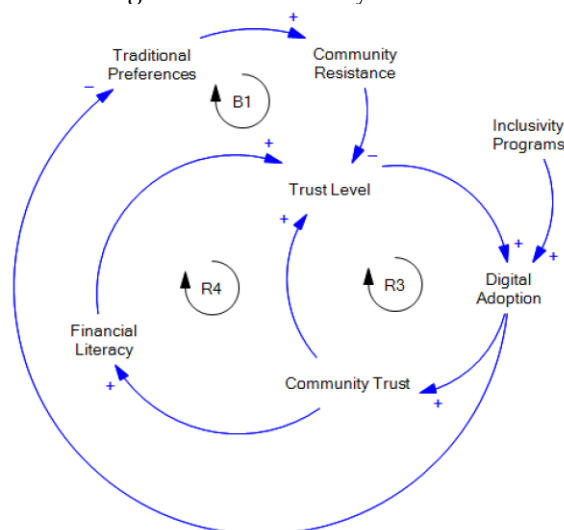 +
Traditional
Preferences
Community
Resistance
−
B1
Inclusivity
Programs
+
−
Trust Level
+
+
+
R4
R3
Digital
Adoption
Financial
Literacy
+
Community Trust
+